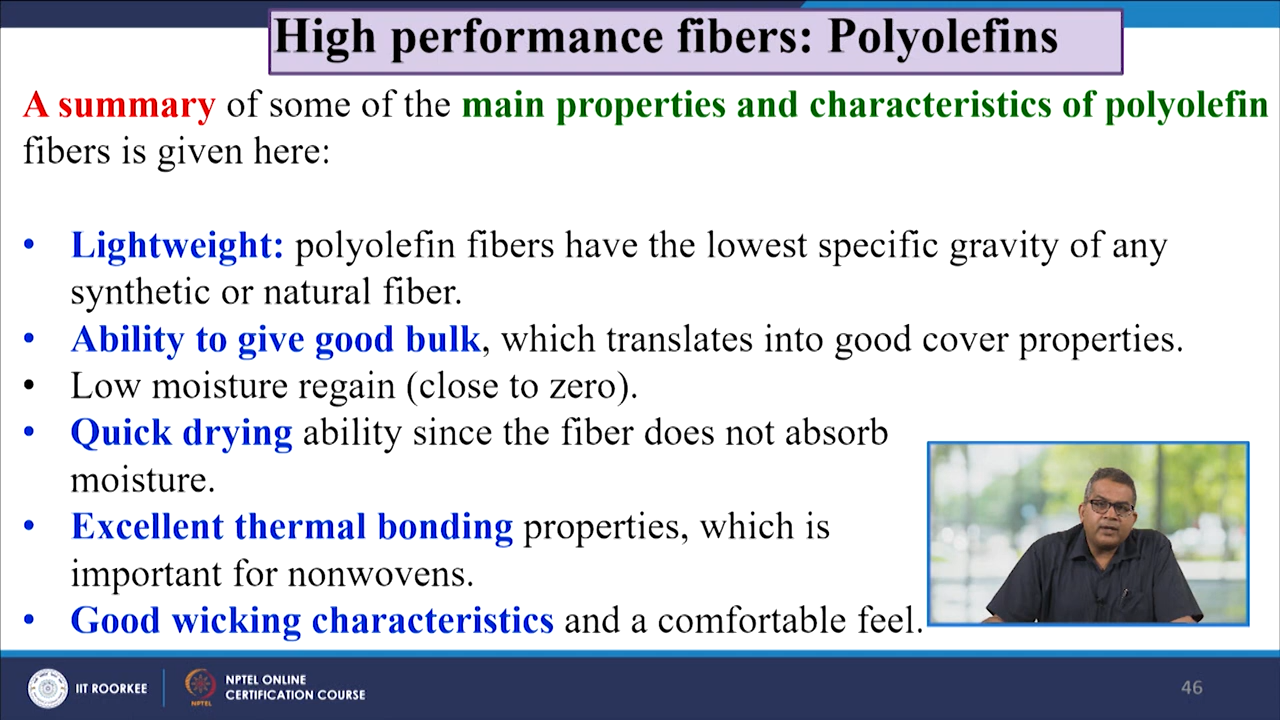 High performance fibers: Polyolefins
A summary of some of the main properties and characteristics of polyolefin
fibers is given here:
• Lightweight: polyolefin fibers have the lowest specific gravity of any
synthetic or natural fiber.
• Ability to give good bulk, which translates into good cover properties.
• Low moisture regain (close to zero).
• Quick drying ability since the fiber does not absorb
moisture.
• Excellent thermal bonding properties, which is
important for nonwovens.
• Good wicking characteristics and a comfortable feel.
IIT ROORKEE
NPTEL
NPTEL ONLINE
CERTIFICATION COURSE
46